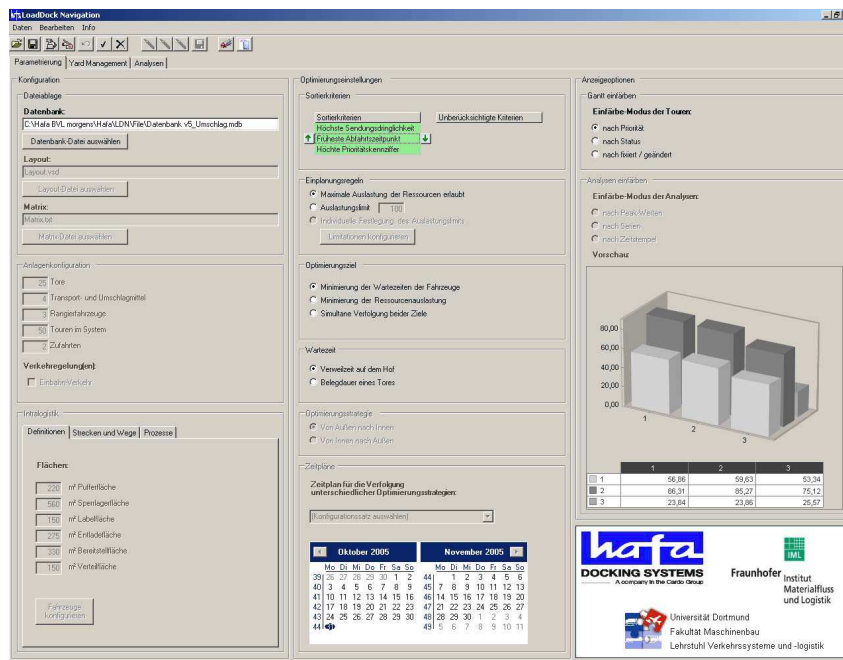 LoadDock Navigation
Daten Bearbeiten Info
Parametrierung Yard Management Analysen
Konfiguration
Dateiablage
Datenbank:
C:\Hafa BVL morgens\Hafa\LDN\File\Datenbank v5_Umschlag.mdb
Datenbank-Datei auswählen
Layout:
Layout.vsd
Layout-Datei auswählen
Matrix:
Matrix.txt
Matrix-Datei auswählen
Anlagenkonfiguration
25 Tore
4 Transport- und Umschlagmittel
3 Rangierfahrzeuge
50 Touren im System
2 Zufahrten
Verkehrregelung(en):
Einbahn-Verkehr
Intralogistik
Definitionen Strecken und Wege Prozesse
Flächen:
220 m² Pufferfläche
560 m² Sperrlagerfläche
150 m² Labelfläche
275 m² Entladefläche
330 m² Bereitstellfläche
150 m² Verteilfläche
Fahrzeuge
konfigurieren
Optimierungseinstellungen
Sortierkriterien
Sortierkriterien Unberücksichtigte Kriterien
Höchste Sendungsdringlichkeit
Früheste Abfahrtszeitpunkt
Höchste Prioritätskennziffer
Einplanungsregeln
Maximale Auslastung der Ressourcen erlaubt
Auslastungslimit 100
Individuelle Festlegung des Auslastungslimits
Limitationen konfigurieren
Optimierungsziel
Minimierung der Wartezeiten der Fahrzeuge
Minimierung der Ressourcenauslastung
Simultane Verfolgung beider Ziele
Wartezeit
Verweilzeit auf dem Hof
Belegdauer eines Tores
Optimierungsstrategie
Von Außen nach Innen
Von Innen nach Außen
Zeitpläne
Zeitplan für die Verfolgung
unterschiedlicher Optimierungsstrategien:
(Konfigurationssatz auswählen)
Oktober 2005 November 2005
Mo Di Mi Do Fr Sa So Mo Di Mi Do Fr Sa So
39 26 27 28 29 30 1 2 44 1 2 3 4 5 6
40 3 4 5 6 7 8 9 45 7 8 9 10 11 12 13
41 10 11 12 13 14 15 16 46 14 15 16 17 18 19 20
42 17 18 19 20 21 22 23 47 21 22 23 24 25 26 27
43 24 25 26 27 28 29 30 48 28 29 30 1 2 3 4
44 49 5 6 7 8 9 10 11
Anzeigeoptionen
Gantt einfärben
Einfärbe-Modus der Touren:
nach Priorität
nach Status
nach fixiert / geändert
Analysen einfärben
Einfärbe-Modus der Analysen:
nach Peak-Werten
nach Serien
nach Zeitstempel
Vorschau
80,00
60,00
40,00
20,00
0,00
1
2
3
1 2 3
1 56,86 59,63 53,34
2 86,31 85,27 75,12
3 23,84 23,86 25,57
hafa
DOCKING SYSTEMS
A company in the Cardo Group
IML
Fraunhofer Institut
Materialfluss
und Logistik
Universität Dortmund
Fakultät Maschinenbau
Lehrstuhl Verkehrssysteme und -logistik